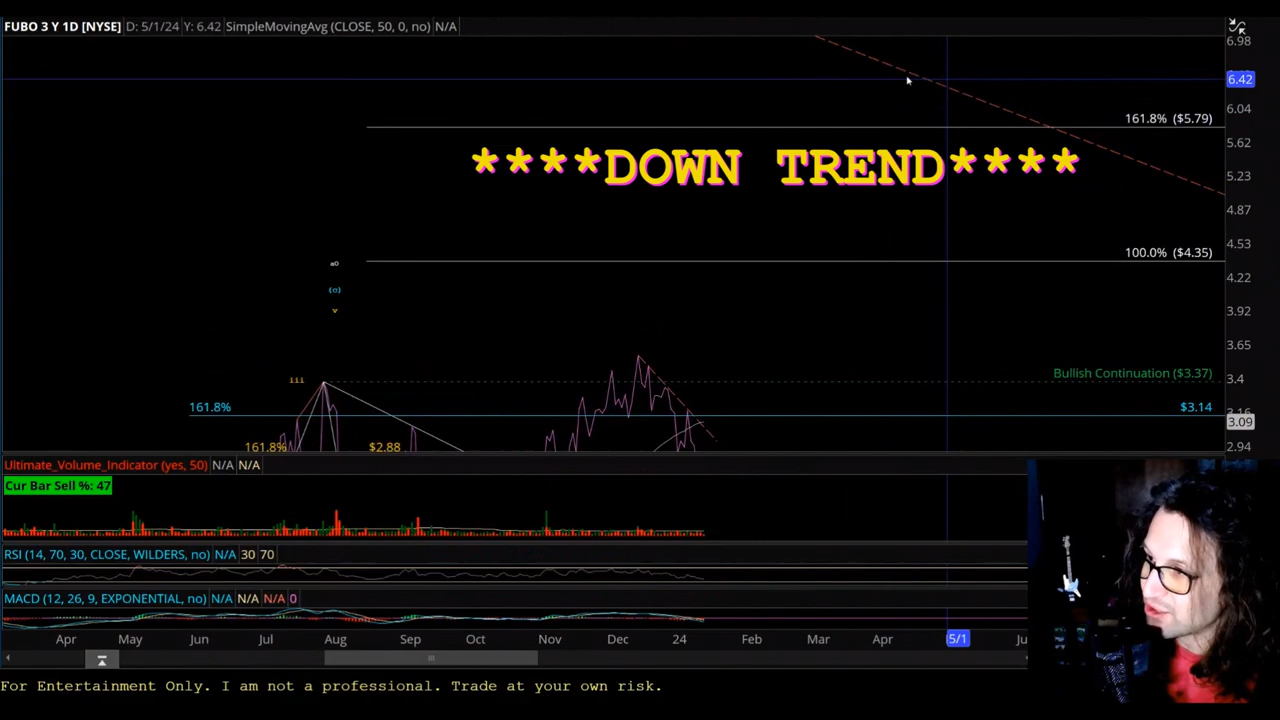 FUBO 3 Y 1D [NYSE] D: 5/1/24 Y: 6.42 SimpleMovingAvg (CLOSE, 50, 0, no) N/A
6.98
6.42
6.04
161.8% ($5.79)
5.62
****DOWN TREND****
5.23
4.87
4.53
100.0% ($4.35)
4.22
3.92
3.65
iii
Bullish Continuation ($3.37)
3.4
161.8%
$3.14
3.16
3.09
161.8%
$2.88
2.94
Ultimate_Volume_Indicator (yes, 50) N/A N/A
Cur Bar Sell %: 47
RSI (14, 70, 30, CLOSE, WILDERS, no) N/A 30 70
MACD (12, 26, 9, EXPONENTIAL, no) N/A N/A N/A 0
Apr May Jun Jul Aug Sep Oct Nov Dec 24 Feb Mar Apr 5/1
For Entertainment Only. I am not a professional. Trade at your own risk.